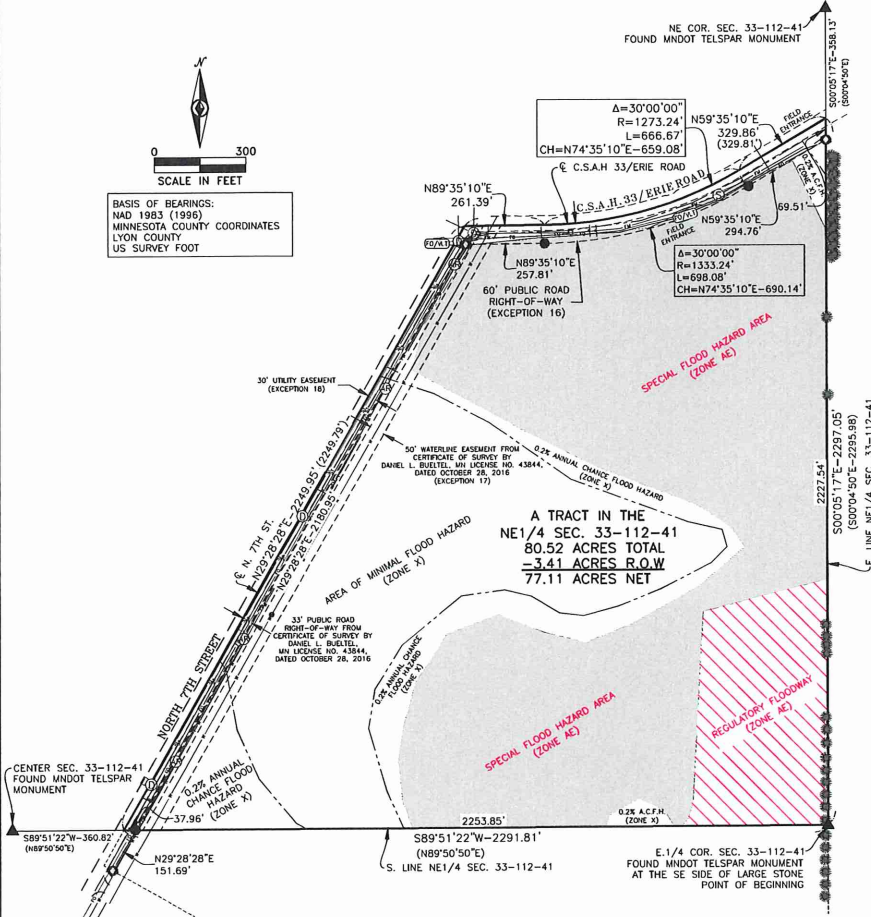 NE COR. SEC. 33-112-41
FOUND MNDOT TELSPAR MONUMENT
S00°05'17"E-358.13'
(S00°04'50"E)
N
0 300
SCALE IN FEET
BASIS OF BEARINGS:
NAD 1983 (1996)
MINNESOTA COUNTY COORDINATES
LYON COUNTY
US SURVEY FOOT
Δ=30°00'00"
R=1273.24'
L=666.67'
CH=N74°35'10"E-659.08'
N59°35'10"E
329.86'
(329.81')
FIELD
ENTRANCE
℄ C.S.A.H 33/ERIE ROAD
N89°35'10"E
261.39'
C.S.A.H. 33/ERIE ROAD
S
0.2% A.C.F.H.
(ZONE X)
69.51'
N59°35'10"E
294.76'
FO/VLT
FIELD
ENTRANCE
FO/VLT
N89°35'10"E
257.81'
Δ=30°00'00"
R=1333.24'
L=698.08'
CH=N74°35'10"E-690.14'
60' PUBLIC ROAD
RIGHT-OF-WAY
(EXCEPTION 16)
SPECIAL FLOOD HAZARD AREA
(ZONE AE)
30' UTILITY EASEMENT
(EXCEPTION 18)
50' WATERLINE EASEMENT FROM
CERTIFICATE OF SURVEY BY
DANIEL L. BUELTEL, MN LICENSE NO. 43844,
DATED OCTOBER 28, 2016
(EXCEPTION 17)
0.2% ANNUAL CHANCE FLOOD HAZARD
(ZONE X)
E. LINE NE1/4 SEC. 33-112-41
S00°05'17"E-2297.05'
(S00°04'50"E-2295.98)
2227.54'
℄ N. 7TH ST.
N29°28'28"E-2249.95' (2249.79')
N29°28'28"E-2180.95'
D
A TRACT IN THE
NE1/4 SEC. 33-112-41
80.52 ACRES TOTAL
-3.41 ACRES R.O.W
77.11 ACRES NET
AREA OF MINIMAL FLOOD HAZARD
(ZONE X)
33' PUBLIC ROAD
RIGHT-OF-WAY FROM
CERTIFICATE OF SURVEY BY
DANIEL L. BUELTEL,
MN LICENSE NO. 43844,
DATED OCTOBER 28, 2016
NORTH 7TH STREET
0.2% ANNUAL CHANCE
FLOOD HAZARD
(ZONE X)
SPECIAL FLOOD HAZARD AREA
(ZONE AE)
REGULATORY FLOODWAY
(ZONE AE)
CENTER SEC. 33-112-41
FOUND MNDOT TELSPAR
MONUMENT
D
0.2% ANNUAL
CHANCE FLOOD
HAZARD
(ZONE X)
37.96'
2253.85'
0.2% A.C.F.H.
(ZONE X)
S89°51'22"W-360.82'
(N89°50'50"E)
S89°51'22"W-2291.81'
(N89°50'50"E)
N29°28'28"E
151.69'
S. LINE NE1/4 SEC. 33-112-41
E.1/4 COR. SEC. 33-112-41
FOUND MNDOT TELSPAR MONUMENT
AT THE SE SIDE OF LARGE STONE
POINT OF BEGINNING